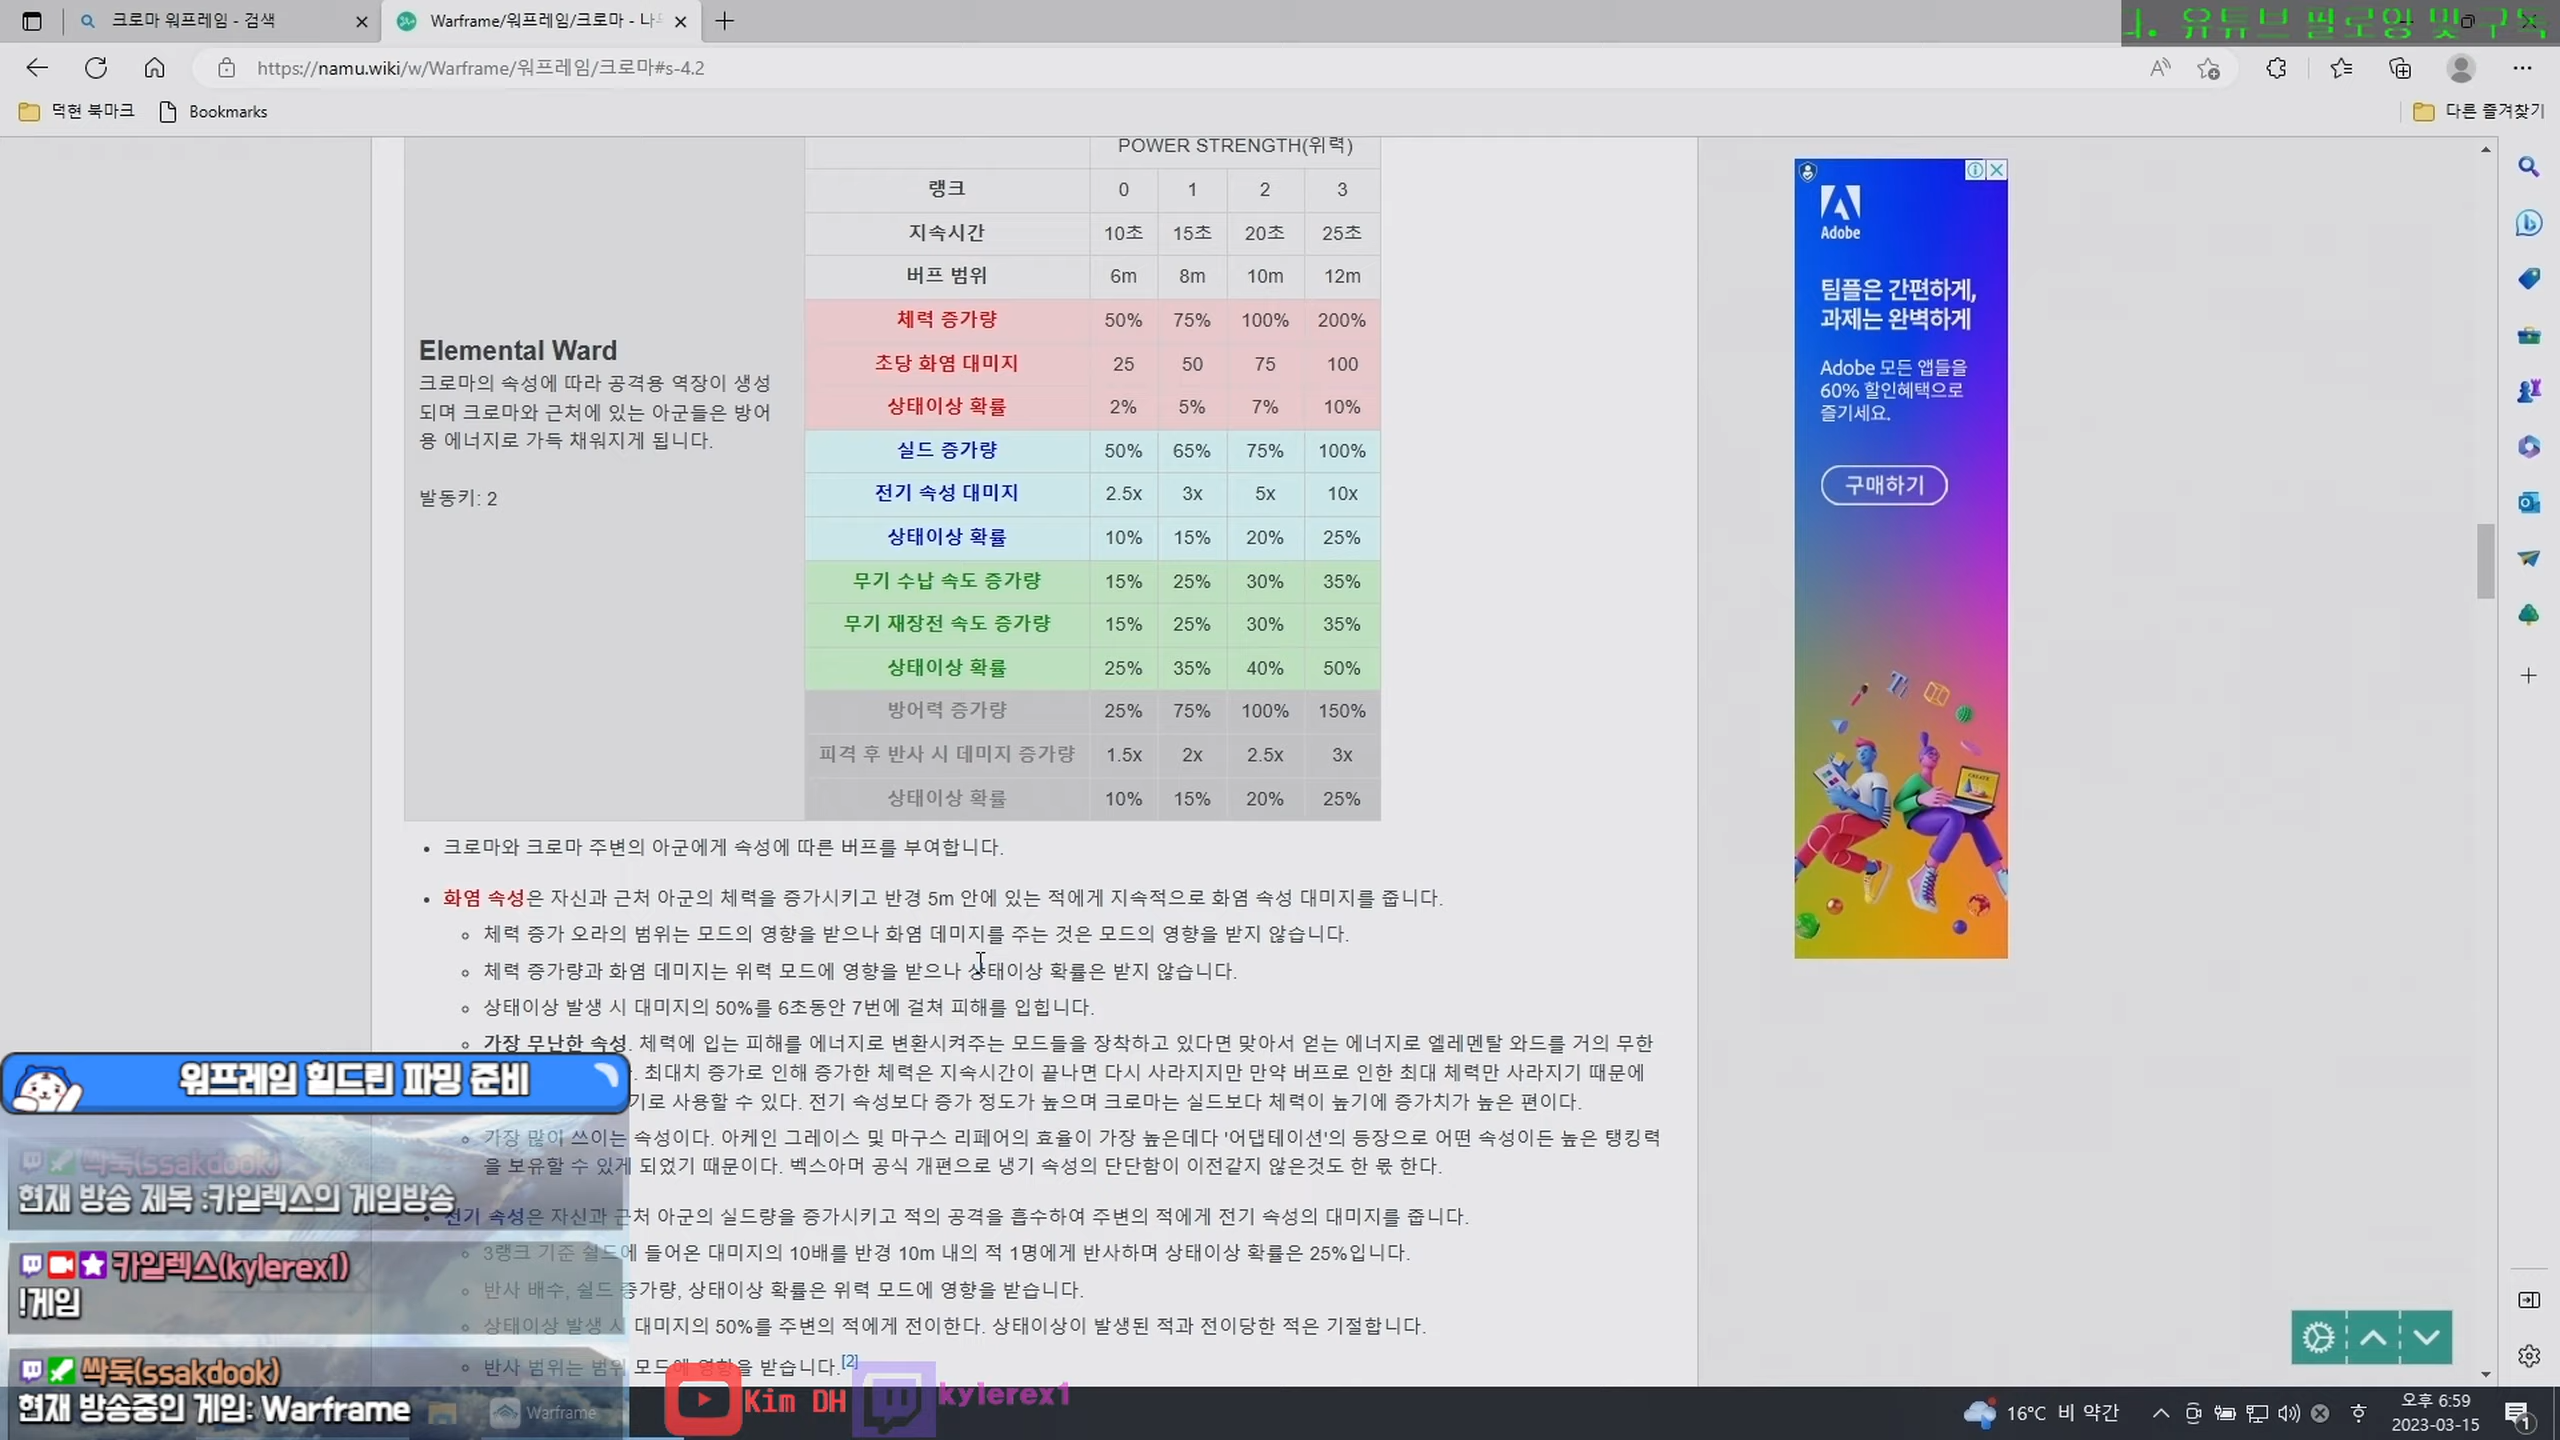 크로마 워프레임 - 검색
Warframe/워프레임/크로마 - 나
1. 유튜브 팔로잉 및 구독
https://namu.wiki/w/Warframe/워프레임/크로마#s-4.2
덕현 북마크
Bookmarks
다른 즐겨찾기
POWER STRENGTH(위력)
랭크 0 1 2 3
지속시간 10초 15초 20초 25초
버프 범위 6m 8m 10m 12m
체력 증가량 50% 75% 100% 200%
초당 화염 대미지 25 50 75 100
상태이상 확률 2% 5% 7% 10%
실드 증가량 50% 65% 75% 100%
전기 속성 대미지 2.5x 3x 5x 10x
상태이상 확률 10% 15% 20% 25%
무기 수납 속도 증가량 15% 25% 30% 35%
무기 재장전 속도 증가량 15% 25% 30% 35%
상태이상 확률 25% 35% 40% 50%
방어력 증가량 25% 75% 100% 150%
피격 후 반사 시 데미지 증가량 1.5x 2x 2.5x 3x
상태이상 확률 10% 15% 20% 25%
Elemental Ward
크로마의 속성에 따라 공격용 역장이 생성
되며 크로마와 근처에 있는 아군들은 방어
용 에너지로 가득 채워지게 됩니다.
발동키: 2
Adobe
팀플은 간편하게,
과제는 완벽하게
Adobe 모든 앱들을
60% 할인혜택으로
즐기세요.
구매하기
크로마와 크로마 주변의 아군에게 속성에 따른 버프를 부여합니다.
화염 속성은 자신과 근처 아군의 체력을 증가시키고 반경 5m 안에 있는 적에게 지속적으로 화염 속성 대미지를 줍니다.
체력 증가 오라의 범위는 모드의 영향을 받으나 화염 데미지를 주는 것은 모드의 영향을 받지 않습니다.
체력 증가량과 화염 데미지는 위력 모드에 영향을 받으나 상태이상 확률은 받지 않습니다.
상태이상 발생 시 대미지의 50%를 6초동안 7번에 걸쳐 피해를 입힙니다.
가장 무난한 속성. 체력에 입는 피해를 에너지로 변환시켜주는 모드들을 장착하고 있다면 맞아서 얻는 에너지로 엘레멘탈 와드를 거의 무한
. 최대치 증가로 인해 증가한 체력은 지속시간이 끝나면 다시 사라지지만 만약 버프로 인한 최대 체력만 사라지기 때문에
기로 사용할 수 있다. 전기 속성보다 증가 정도가 높으며 크로마는 실드보다 체력이 높기에 증가치가 높은 편이다.
가장 많이 쓰이는 속성이다. 아케인 그레이스 및 마구스 리페어의 효율이 가장 높은데다 '어댑테이션'의 등장으로 어떤 속성이든 높은 탱킹력
을 보유할 수 있게 되었기 때문이다. 벡스아머 공식 개편으로 냉기 속성의 단단함이 이전같지 않은것도 한 몫 한다.
전기 속성은 자신과 근처 아군의 실드량을 증가시키고 적의 공격을 흡수하여 주변의 적에게 전기 속성의 대미지를 줍니다.
3랭크 기준 쉴드에 들어온 대미지의 10배를 반경 10m 내의 적 1명에게 반사하며 상태이상 확률은 25%입니다.
반사 배수, 쉴드 증가량, 상태이상 확률은 위력 모드에 영향을 받습니다.
상태이상 발생 시 대미지의 50%를 주변의 적에게 전이한다. 상태이상이 발생된 적과 전이당한 적은 기절합니다.
반사 범위는 범위 모드에 영향을 받습니다.[2]
워프레임 힐드린 파밍 준비
싹둑(ssakdook)
현재 방송 제목 :카일렉스의 게임방송
카일렉스(kylerex1)
!게임
싹둑(ssakdook)
현재 방송중인 게임: Warframe
Warframe
Kim DH
kylerex1
16°C 비 약간
오후 6:59
2023-03-15
1